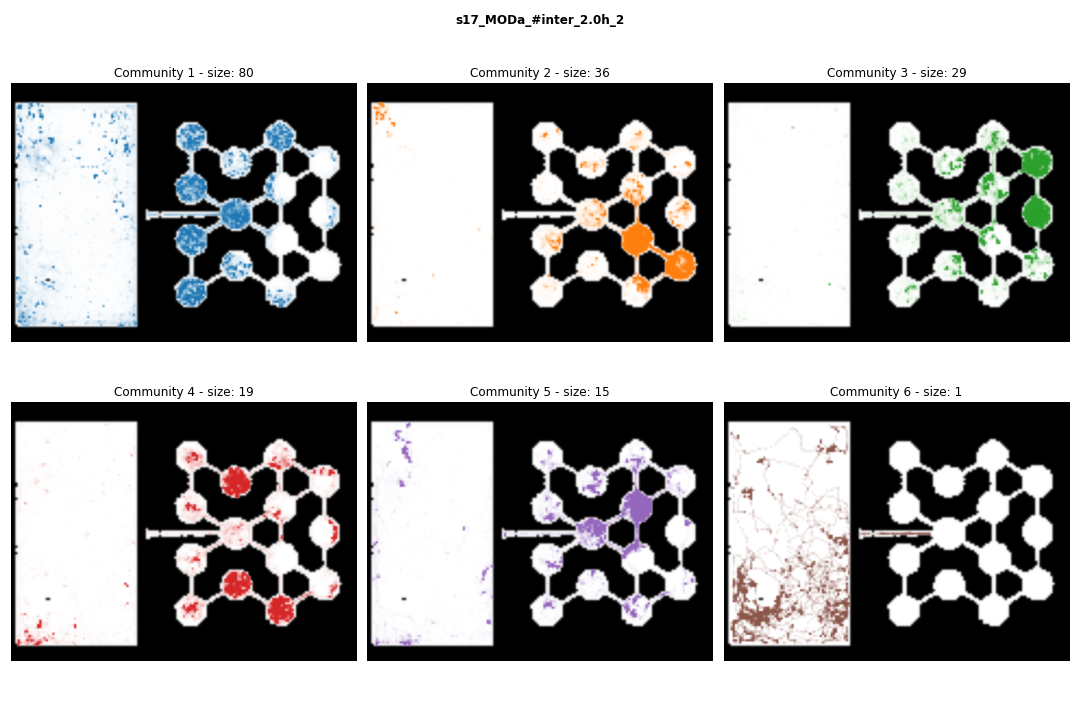 s17_MODa_#inter_2.0h_2
Community 1 - size: 80
Community 2 - size: 36
Community 3 - size: 29
Community 4 - size: 19
Community 5 - size: 15
Community 6 - size: 1